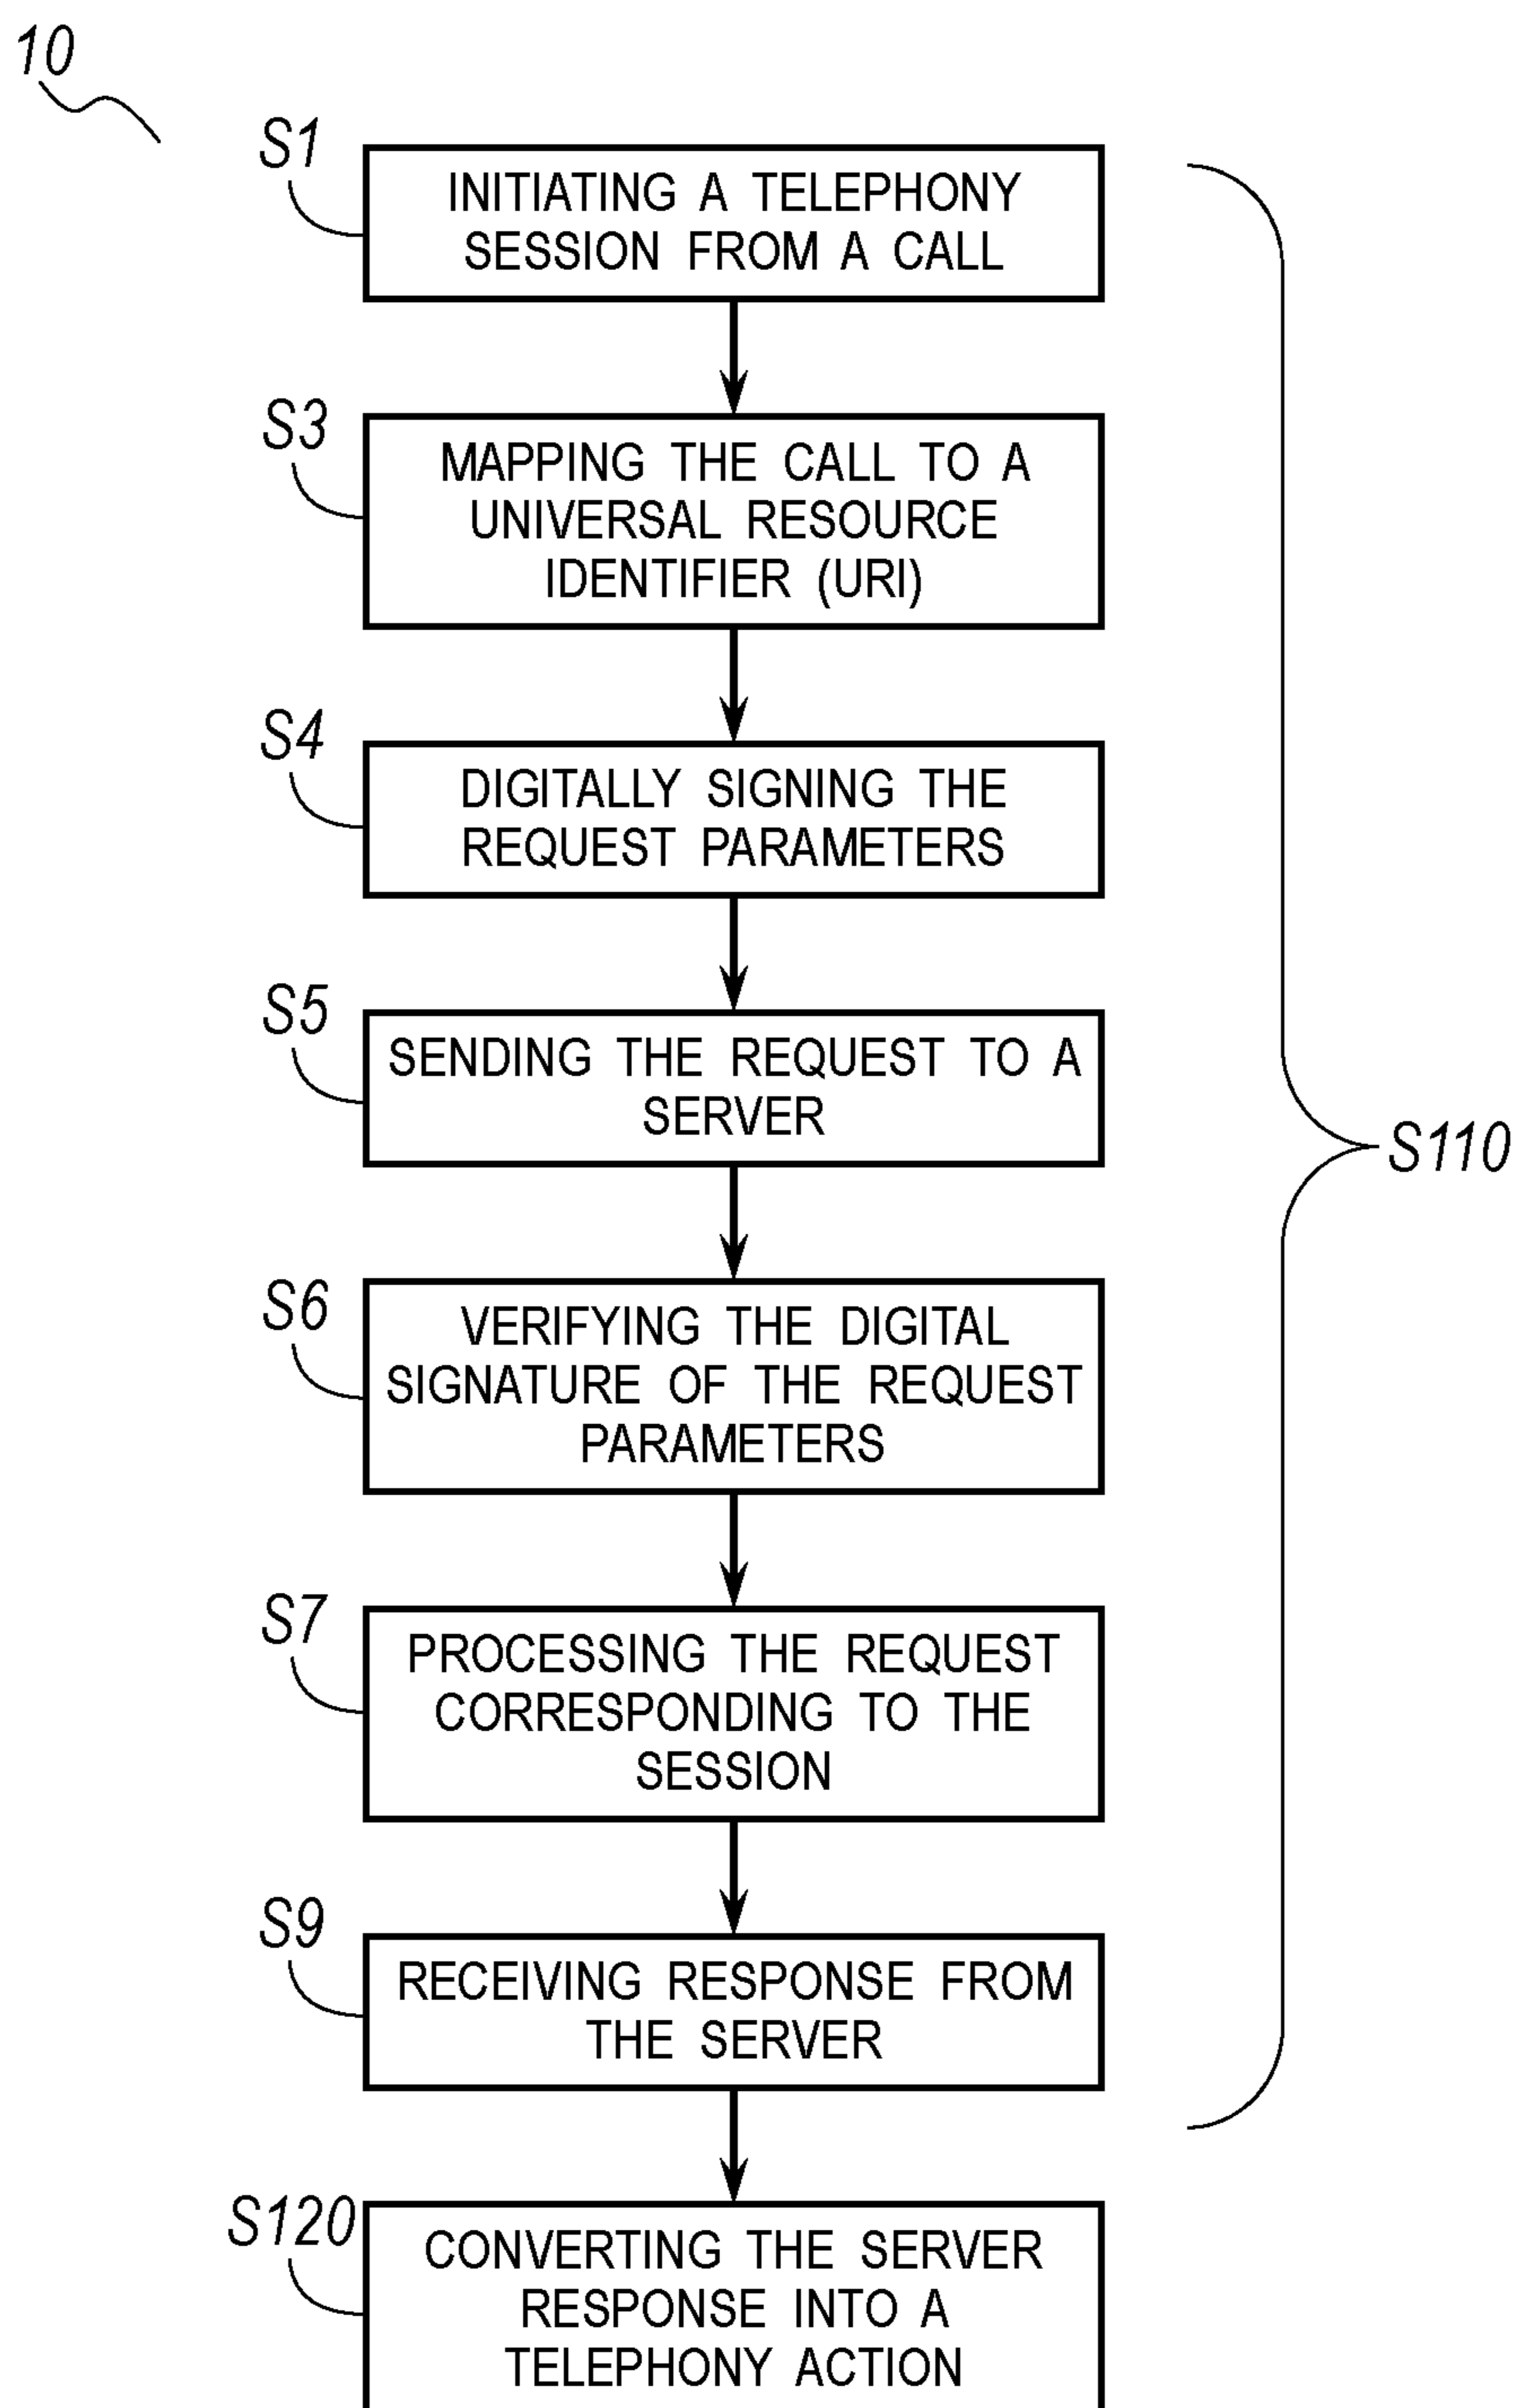 10
S1
INITIATING A TELEPHONY
SESSION FROM A CALL
S3
MAPPING THE CALL TO A
UNIVERSAL RESOURCE
IDENTIFIER (URI)
S4
DIGITALLY SIGNING THE
REQUEST PARAMETERS
S5
SENDING THE REQUEST TO A
SERVER
S110
S6
VERIFYING THE DIGITAL
SIGNATURE OF THE REQUEST
PARAMETERS
S7
PROCESSING THE REQUEST
CORRESPONDING TO THE
SESSION
S9
RECEIVING RESPONSE FROM
THE SERVER
S120
CONVERTING THE SERVER
RESPONSE INTO A
TELEPHONY ACTION